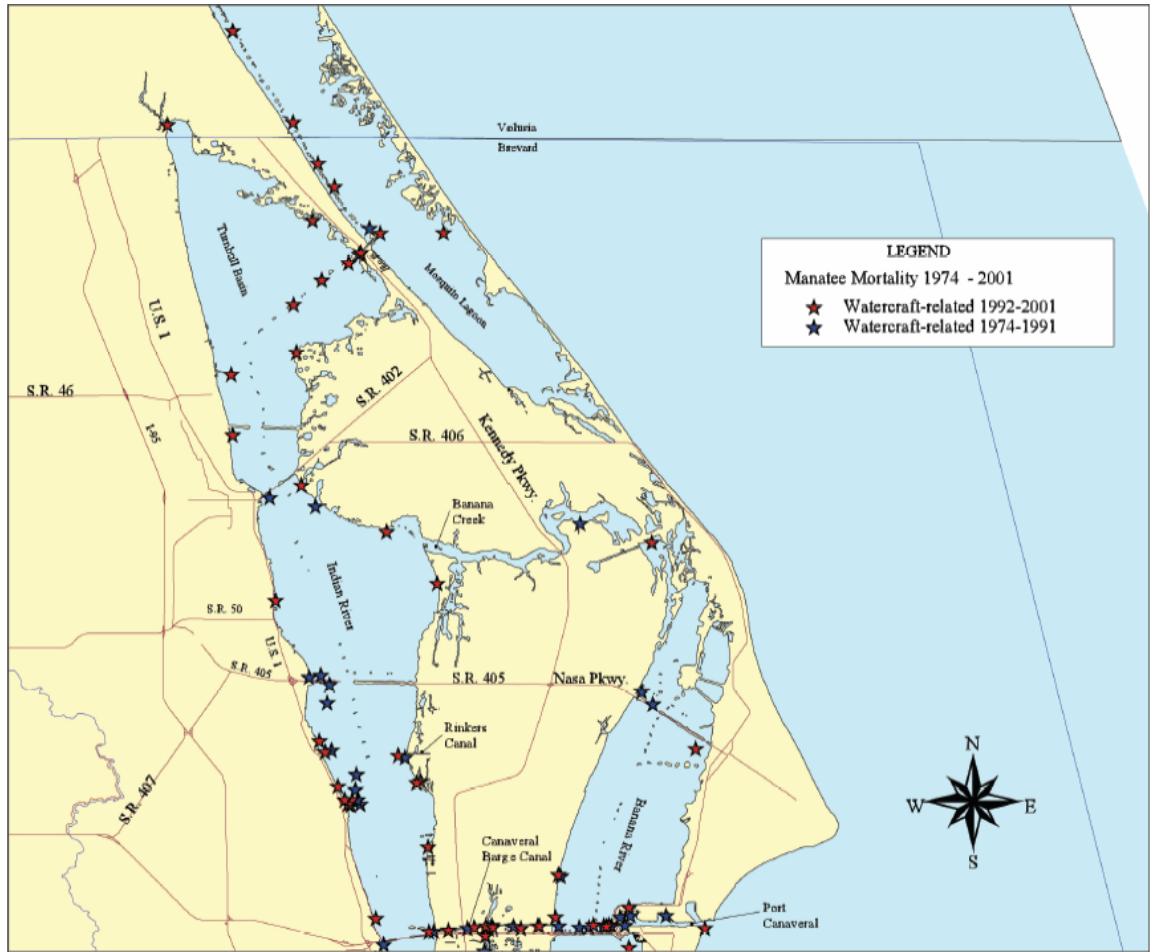 Volusia
Brevard
LEGEND
Manatee Mortality 1974 - 2001
Watercraft-related 1992-2001
Watercraft-related 1974-1991
Turnbull Basin
Mosquito Lagoon
U.S. 1
S.R. 46
I-95
S.R. 402
S.R. 406
Kennedy Pkwy.
Banana
Creek
Indian River
S.R. 50
U.S. 1
S.R. 405
S.R. 405
Nasa Pkwy.
Rinkers
Canal
S.R. 407
N
W
E
S
Banana River
Canaveral
Barge Canal
Port
Canaveral